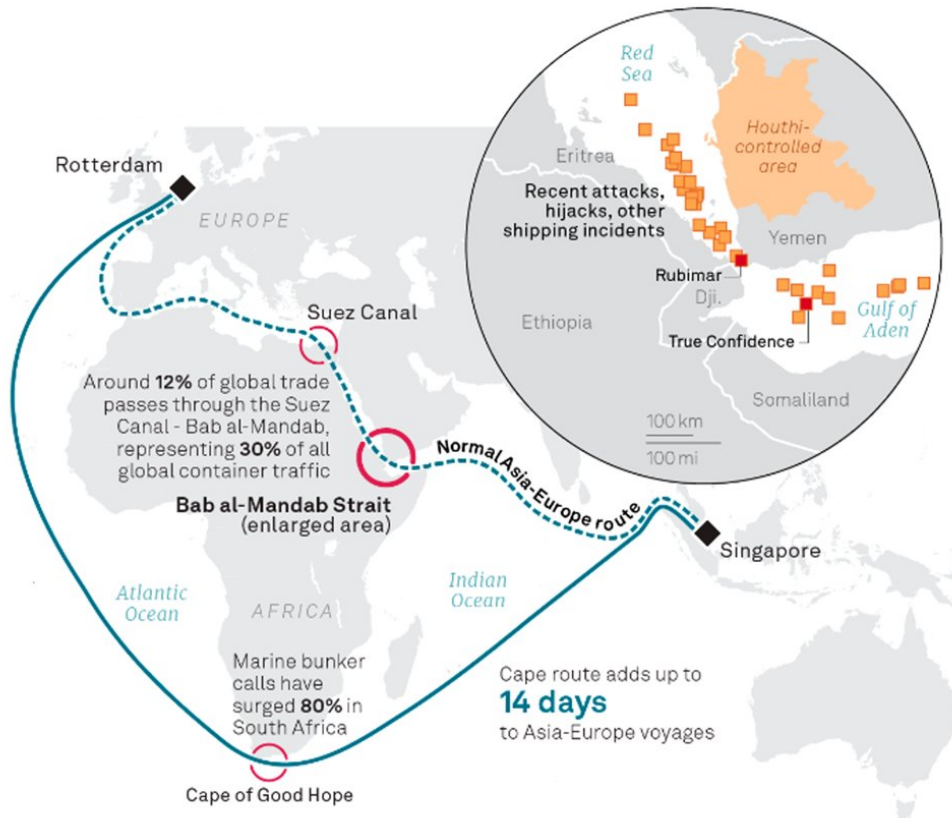 Red
Sea
Houthi-
controlled
area
Eritrea
Recent attacks,
hijacks, other
shipping incidents
Yemen
Rubimar
Dji.
Ethiopia
Gulf of
Aden
True Confidence
Somaliland
100 km
100 mi
Rotterdam
EUROPE
Suez Canal
Around 12% of global trade
passes through the Suez
Canal - Bab al-Mandab,
representing 30% of all
global container traffic
Bab al-Mandab Strait
(enlarged area)
Normal Asia-Europe route
Singapore
Atlantic
Ocean
AFRICA
Indian
Ocean
Marine bunker
calls have
surged 80% in
South Africa
Cape route adds up to
14 days
to Asia-Europe voyages
Cape of Good Hope